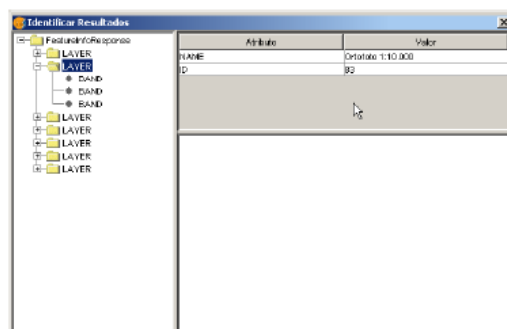 Identificar Resultados
FeatureInfoResponse
LAYER
LAYER
BAND
BAND
BAND
LAYER
LAYER
LAYER
LAYER
LAYER
Atributo Valor
NAME Ortofoto 1:10.000
ID 83